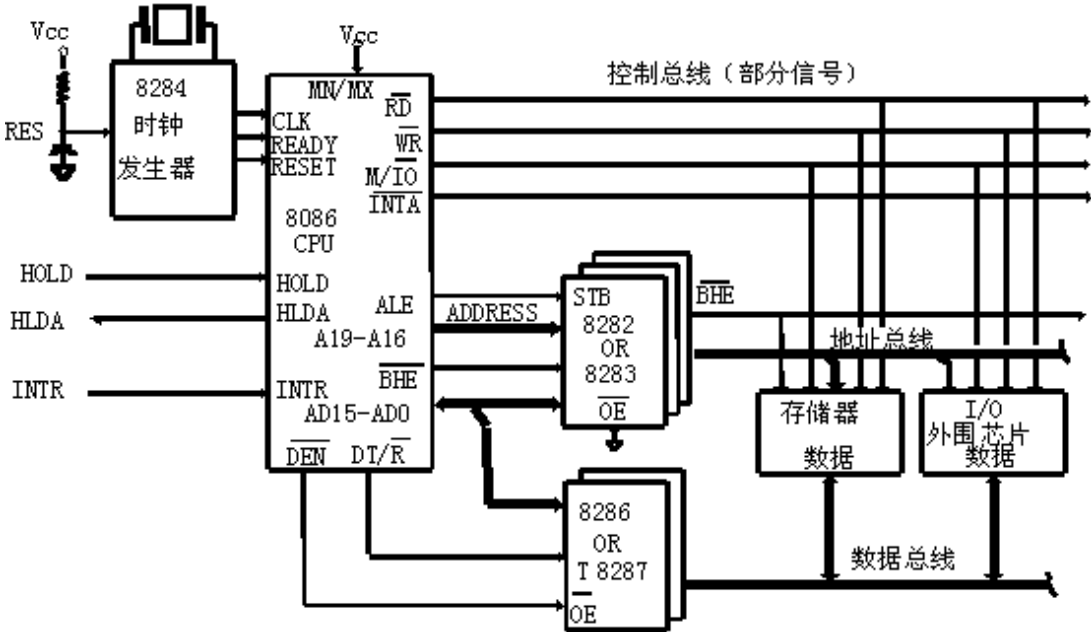 Vcc
RES
8284
时钟
发生器
Vcc
MN/MX
CLK
READY
RESET
RD
WR
M/IO
INTA
8086
CPU
HOLD
HLDA
INTR
HOLD
HLDA
ALE
A19-A16
BHE
INTR
AD15-AD0
DEN
DT/R
ADDRESS
STB
8282
OR
8283
OE
8286
OR
T 8287
OE
控制总线（部分信号）
BHE
地址总线
存储器
数据
I/O
外围芯片
数据
数据总线